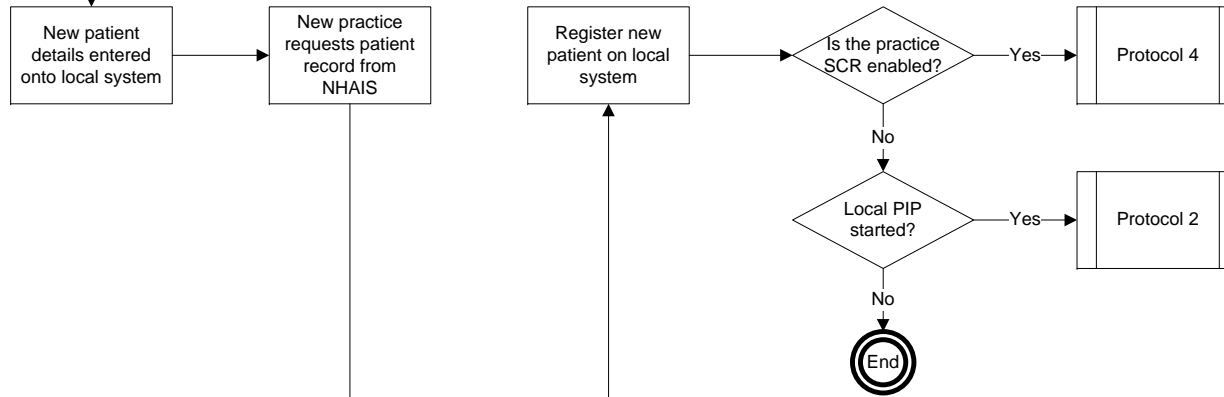 New patient
details entered
onto local system
New practice
requests patient
record from
NHAIS
Register new
patient on local
system
Is the practice
SCR enabled?
Yes
Protocol 4
No
Local PIP
started?
Yes
Protocol 2
No
End